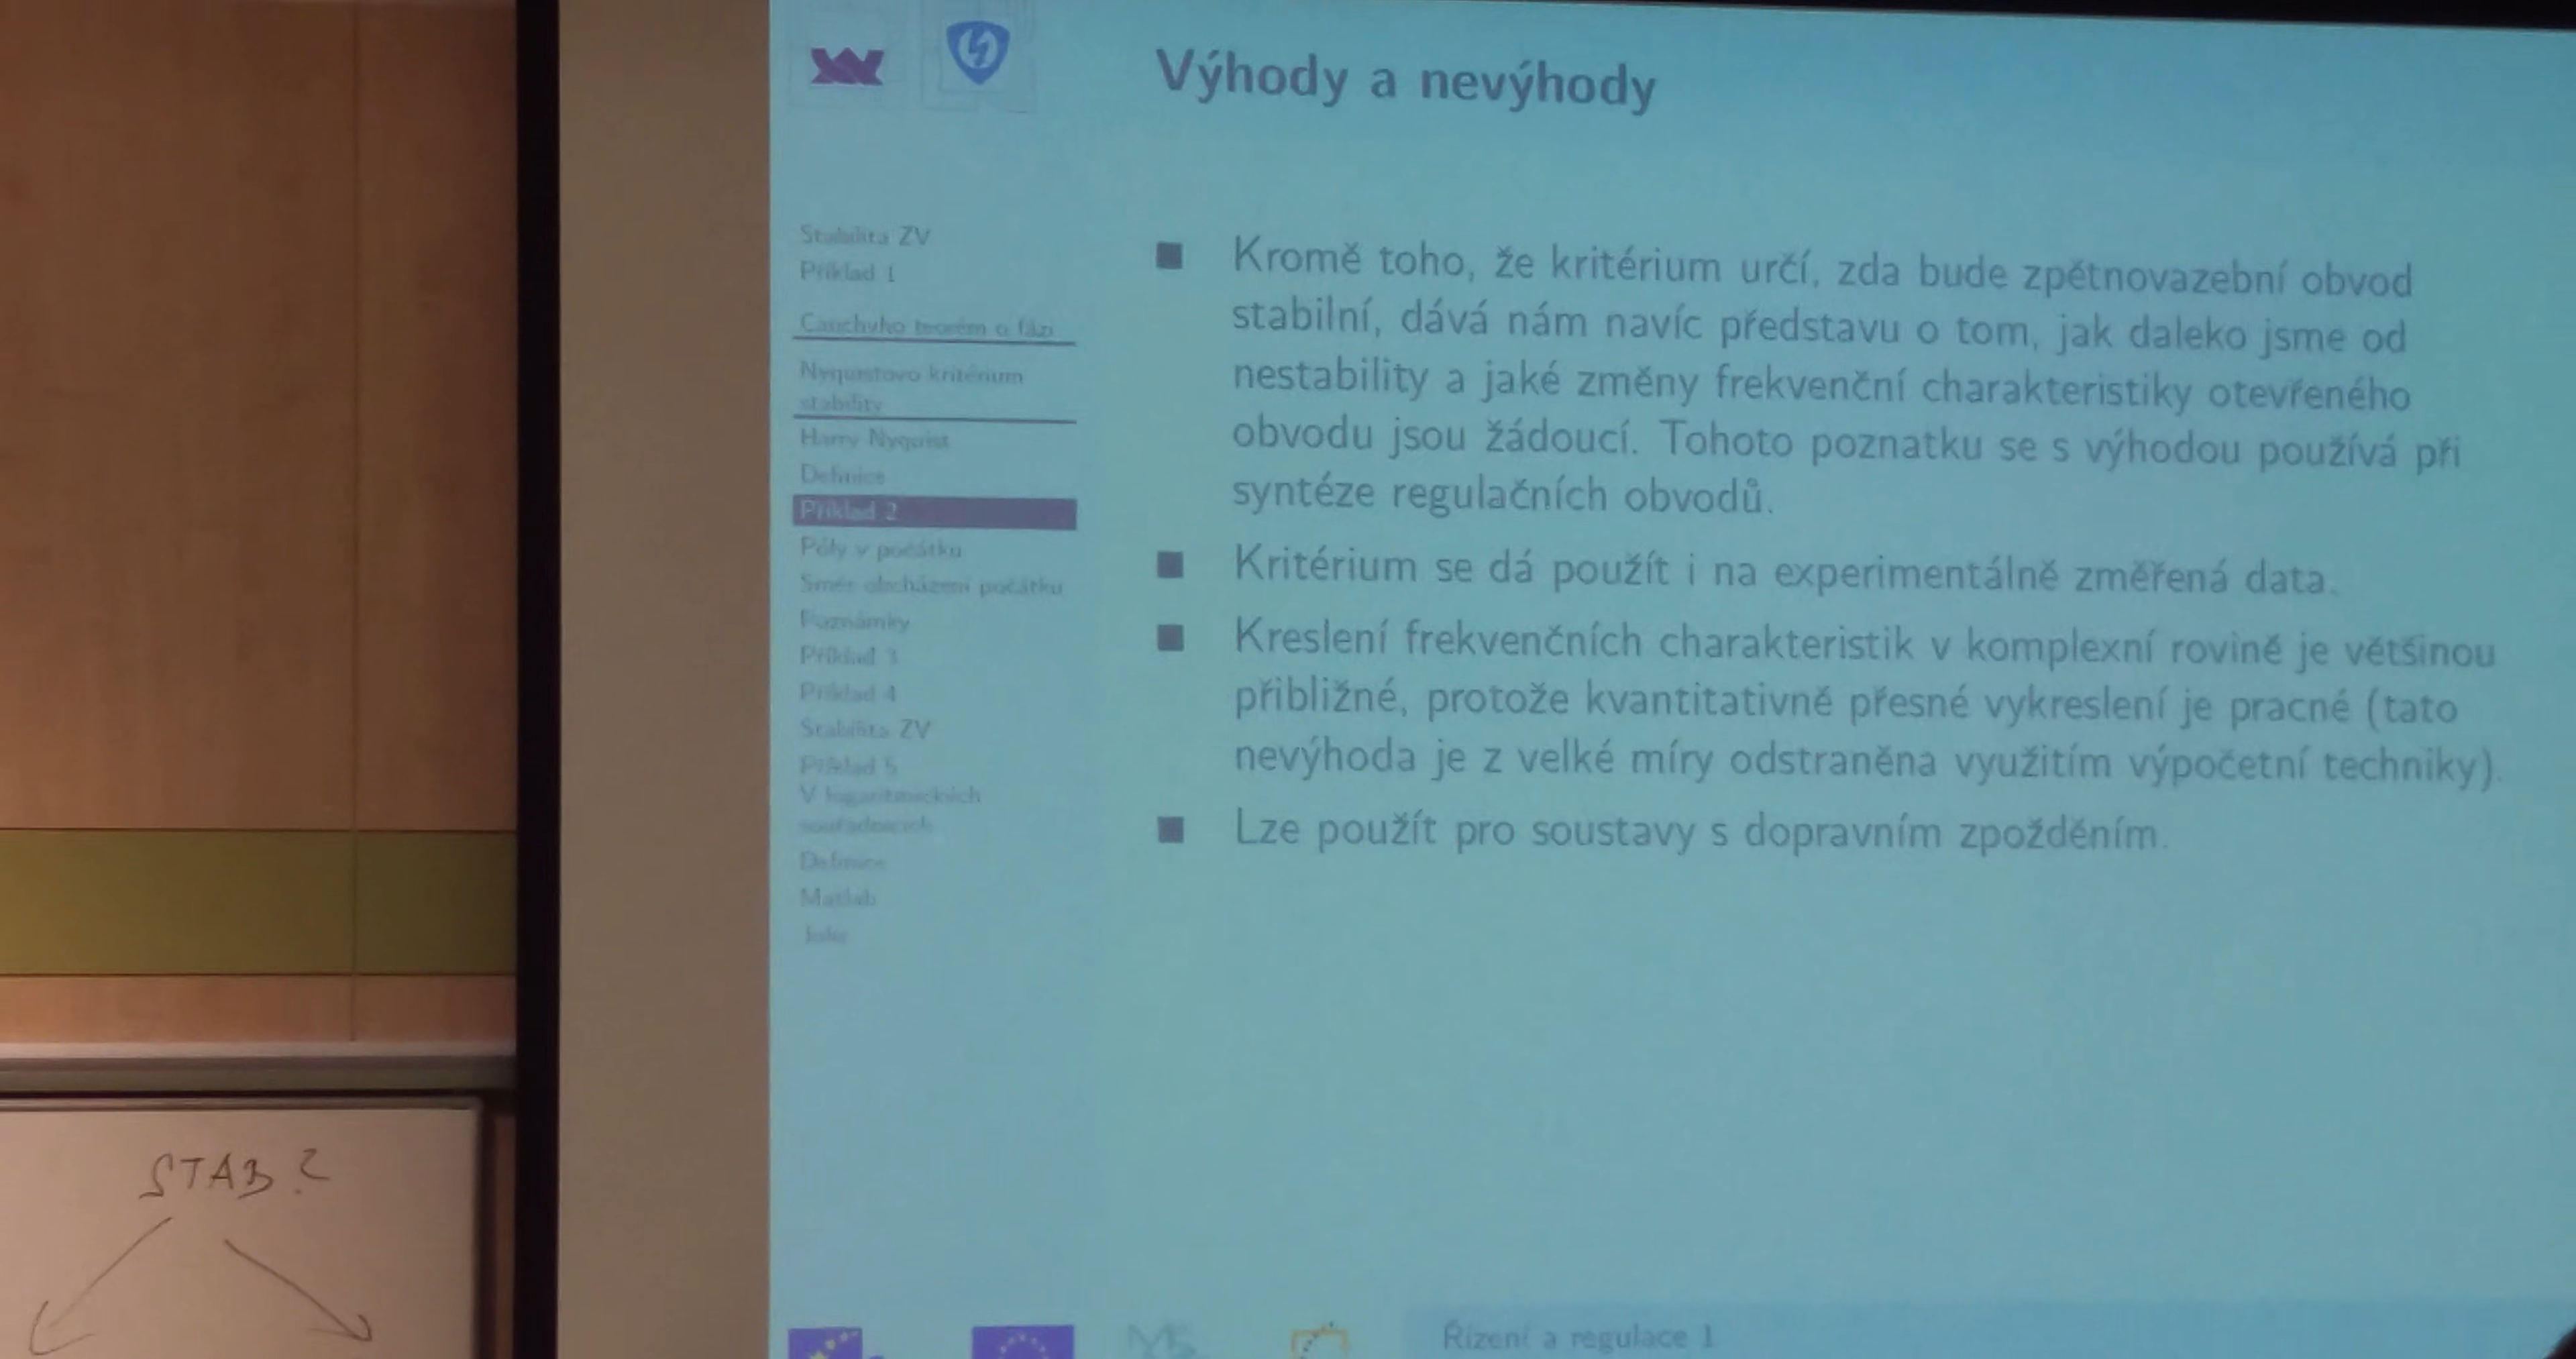 Výhody a nevýhody
Stabilita ZV
Příklad 1
Cauchyho teorém o fázi
Nyquistovo kritérium
stability
Harry Nyquist
Definice
Příklad 2
Póly v počátku
Směr obcházení počátku
Poznámky
Příklad 3
Příklad 4
Stabilita ZV
Příklad 5
V logaritmických
souřadnicích
Definice
Matlab
Kromě toho, že kritérium určí, zda bude zpětnovazební obvod
stabilní, dává nám navíc představu o tom, jak daleko jsme od
nestability a jaké změny frekvenční charakteristiky otevřeného
obvodu jsou žádoucí. Tohoto poznatku se s výhodou používá při
syntéze regulačních obvodů.
Kritérium se dá použít i na experimentálně změřená data.
Kreslení frekvenčních charakteristik v komplexní rovině je většinou
přibližné, protože kvantitativně přesné vykreslení je pracné (tato
nevýhoda je z velké míry odstraněna využitím výpočetní techniky).
Lze použít pro soustavy s dopravním zpožděním.
Řízení a regulace 1
STAB ?